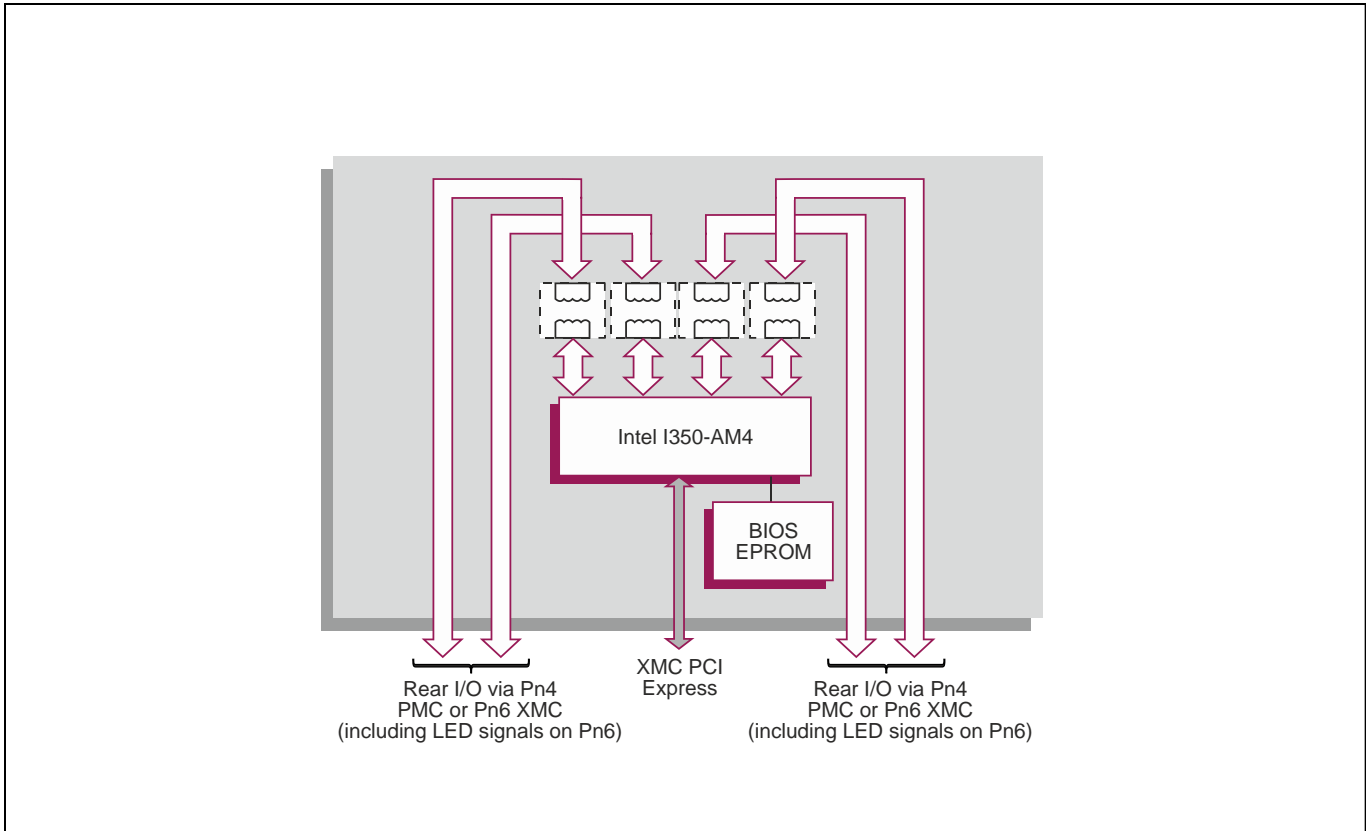 Intel I350-AM4
BIOS
EPROM
XMC PCI
Express
Rear I/O via Pn4
PMC or Pn6 XMC
(including LED signals on Pn6)
Rear I/O via Pn4
PMC or Pn6 XMC
(including LED signals on Pn6)